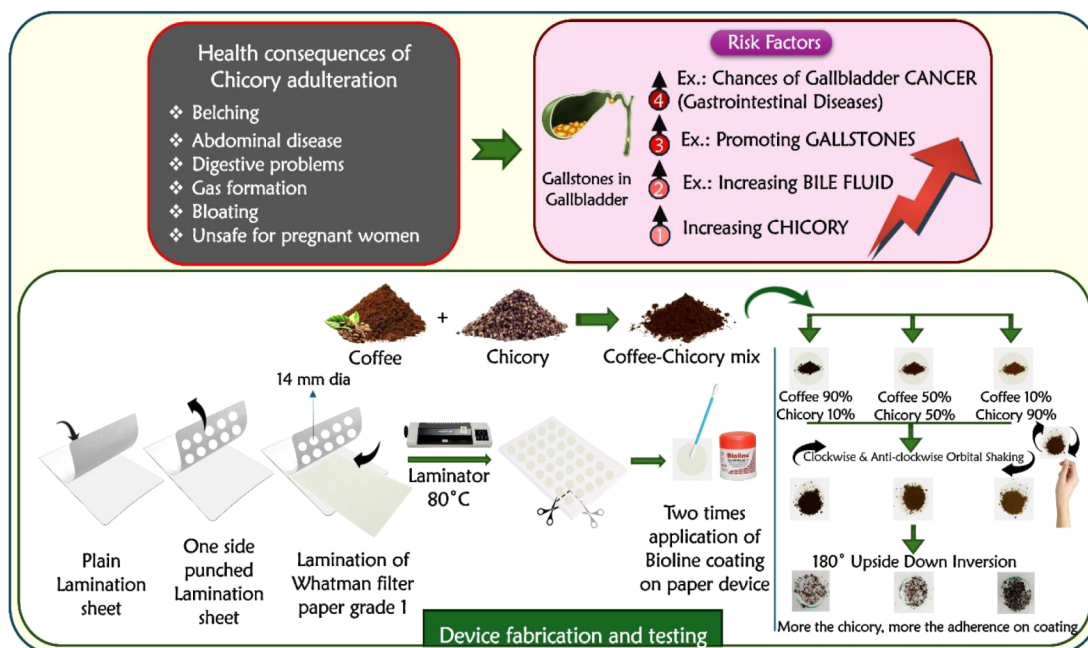 Health consequences of
Chicory adulteration
❖ Belching
❖ Abdominal disease
❖ Digestive problems
❖ Gas formation
❖ Bloating
❖ Unsafe for pregnant women
Risk Factors
Gallstones in
Gallbladder
4 Ex.: Chances of Gallbladder CANCER
(Gastrointestinal Diseases)
3 Ex.: Promoting GALLSTONES
2 Ex.: Increasing BILE FLUID
1 Increasing CHICORY
Coffee
+
Chicory
Coffee-Chicory mix
14 mm dia
Plain
Lamination
sheet
One side
punched
Lamination
sheet
Lamination of
Whatman filter
paper grade 1
Laminator
80°C
Bioline
Two times
application of
Bioline coating
on paper device
Coffee 90%
Chicory 10%
Coffee 50%
Chicory 50%
Coffee 10%
Chicory 90%
Clockwise & Anti-clockwise Orbital Shaking
180° Upside Down Inversion
More the chicory, more the adherence on coating
Device fabrication and testing